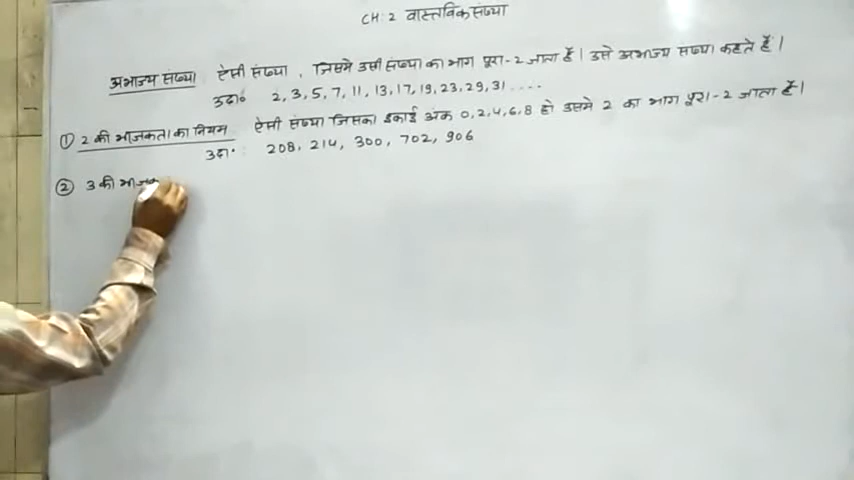 CH 2 वास्तविक संख्या
अभाज्य संख्या ऐसी संख्या , जिसमे उसी संख्या का भाग पूरा-2 जाता है। उसे अभाज्य संख्या कहते हैं।
उदा० 2, 3, 5, 7, 11, 13, 17, 19, 23, 29, 31 ....
① 2 की भाजकता का नियम ऐसी संख्या जिसका इकाई अंक 0, 2, 4, 6, 8 हो उसमे 2 का भाग पूरा-2 जाता है।
उदा॰ 208, 214, 300, 702, 906
② 3 की भाजक